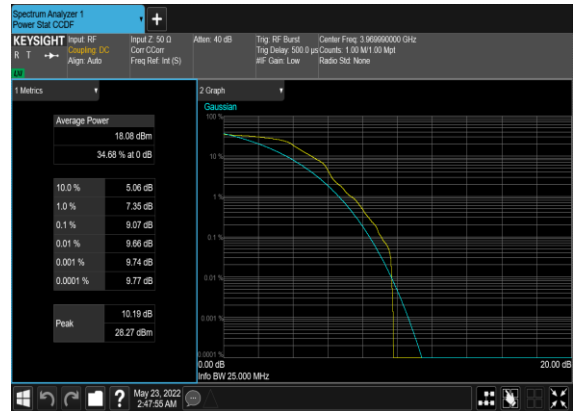 Spectrum Analyzer 1
Power Stat CCDF
KEYSIGHT
R T
Input: RF
Coupling: DC
Align: Auto
Input Z: 50 Ω
Corr CCorr
Freq Ref: Int (S)
Atten: 40 dB
Trig: RF Burst
Trig Delay: 500.0 µs
#IF Gain: Low
Center Freq: 3.969990000 GHz
Counts: 1.00 M/1.00 Mpt
Radio Std: None
1 Metrics
Average Power
18.08 dBm
34.68 % at 0 dB
10.0 % 5.06 dB
1.0 % 7.35 dB
0.1 % 9.07 dB
0.01 % 9.66 dB
0.001 % 9.74 dB
0.0001 % 9.77 dB
Peak
10.19 dB
28.27 dBm
2 Graph
Gaussian
100 %
10 %
1 %
0.1 %
0.01 %
0.001 %
0.0001 %
0.00 dB 20.00 dB
Info BW 25.000 MHz
?
May 23, 2022
2:47:55 AM